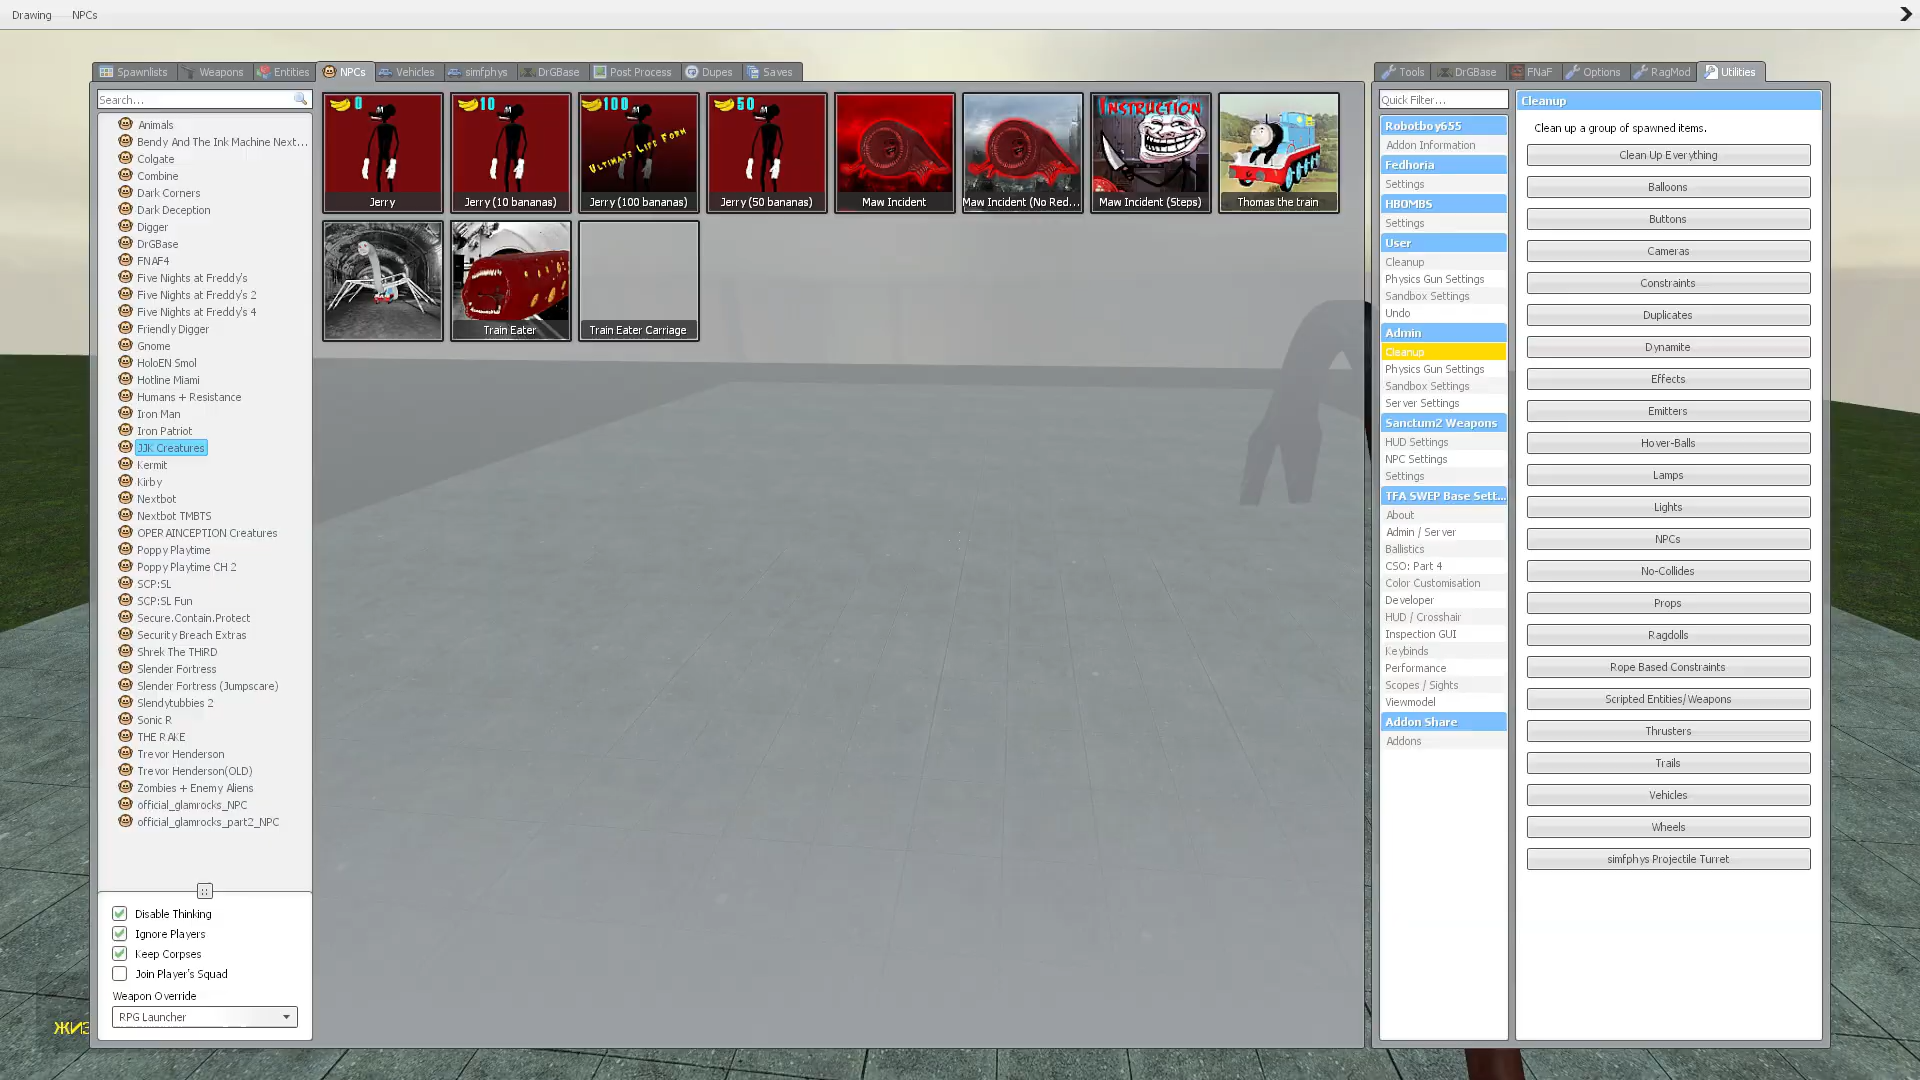 Drawing
NPCs
Spawnlists
Weapons
Entities
NPCs
Vehicles
simfphys
DrGBase
Post Process
Dupes
Saves
Search...
Animals
Bendy And The Ink Machine Next...
Colgate
Combine
Dark Corners
Dark Deception
Digger
DrGBase
FNAF4
Five Nights at Freddy's
Five Nights at Freddy's 2
Five Nights at Freddy's 4
Friendly Digger
Gnome
HoloEN Smol
Hotline Miami
Humans + Resistance
Iron Man
Iron Patriot
JJK Creatures
Kermit
Kirby
Nextbot
Nextbot TMBTS
OPERAINCEPTION Creatures
Poppy Playtime
Poppy Playtime CH 2
SCP:SL
SCP:SL Fun
Secure.Contain.Protect
Security Breach Extras
Shrek The THiRD
Slender Fortress
Slender Fortress (Jumpscare)
Slendytubbies 2
Sonic R
THE RAKE
Trevor Henderson
Trevor Henderson(OLD)
Zombies + Enemy Aliens
official_glamrocks_NPC
official_glamrocks_part2_NPC
Disable Thinking
Ignore Players
Keep Corpses
Join Player's Squad
Weapon Override
RPG Launcher
ЖИЗ
0
Jerry
10
Jerry (10 bananas)
100
ULTIMATE LIFE FORM
Jerry (100 bananas)
50
Jerry (50 bananas)
Maw Incident
Maw Incident (No Red...
INSTRUCTION
Maw Incident (Steps)
Thomas the train
Train Eater
Train Eater Carriage
Tools
DrGBase
FNaF
Options
RagMod
Utilities
Quick Filter...
Robotboy655
Addon Information
Fedhoria
Settings
HBOMBS
Settings
User
Cleanup
Physics Gun Settings
Sandbox Settings
Undo
Admin
Cleanup
Physics Gun Settings
Sandbox Settings
Server Settings
Sanctum2 Weapons
HUD Settings
NPC Settings
Settings
TFA SWEP Base Sett...
About
Admin / Server
Ballistics
CSO: Part 4
Color Customisation
Developer
HUD / Crosshair
Inspection GUI
Keybinds
Performance
Scopes / Sights
Viewmodel
Addon Share
Addons
Cleanup
Clean up a group of spawned items.
Clean Up Everything
Balloons
Buttons
Cameras
Constraints
Duplicates
Dynamite
Effects
Emitters
Hover-Balls
Lamps
Lights
NPCs
No-Collides
Props
Ragdolls
Rope Based Constraints
Scripted Entities/Weapons
Thrusters
Trails
Vehicles
Wheels
simfphys Projectile Turret